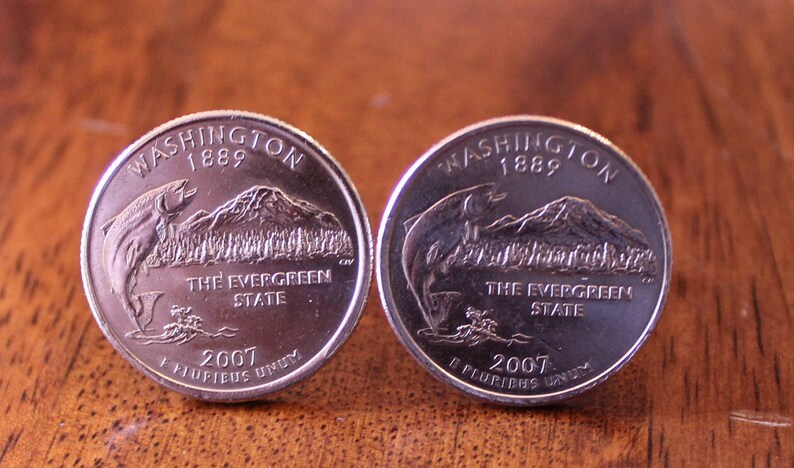 WASHINGTON
1889
THE EVERGREEN
STATE
2007
E PLURIBUS UNUM
WASHINGTON
1889
THE EVERGREEN
STATE
2007
E PLURIBUS UNUM